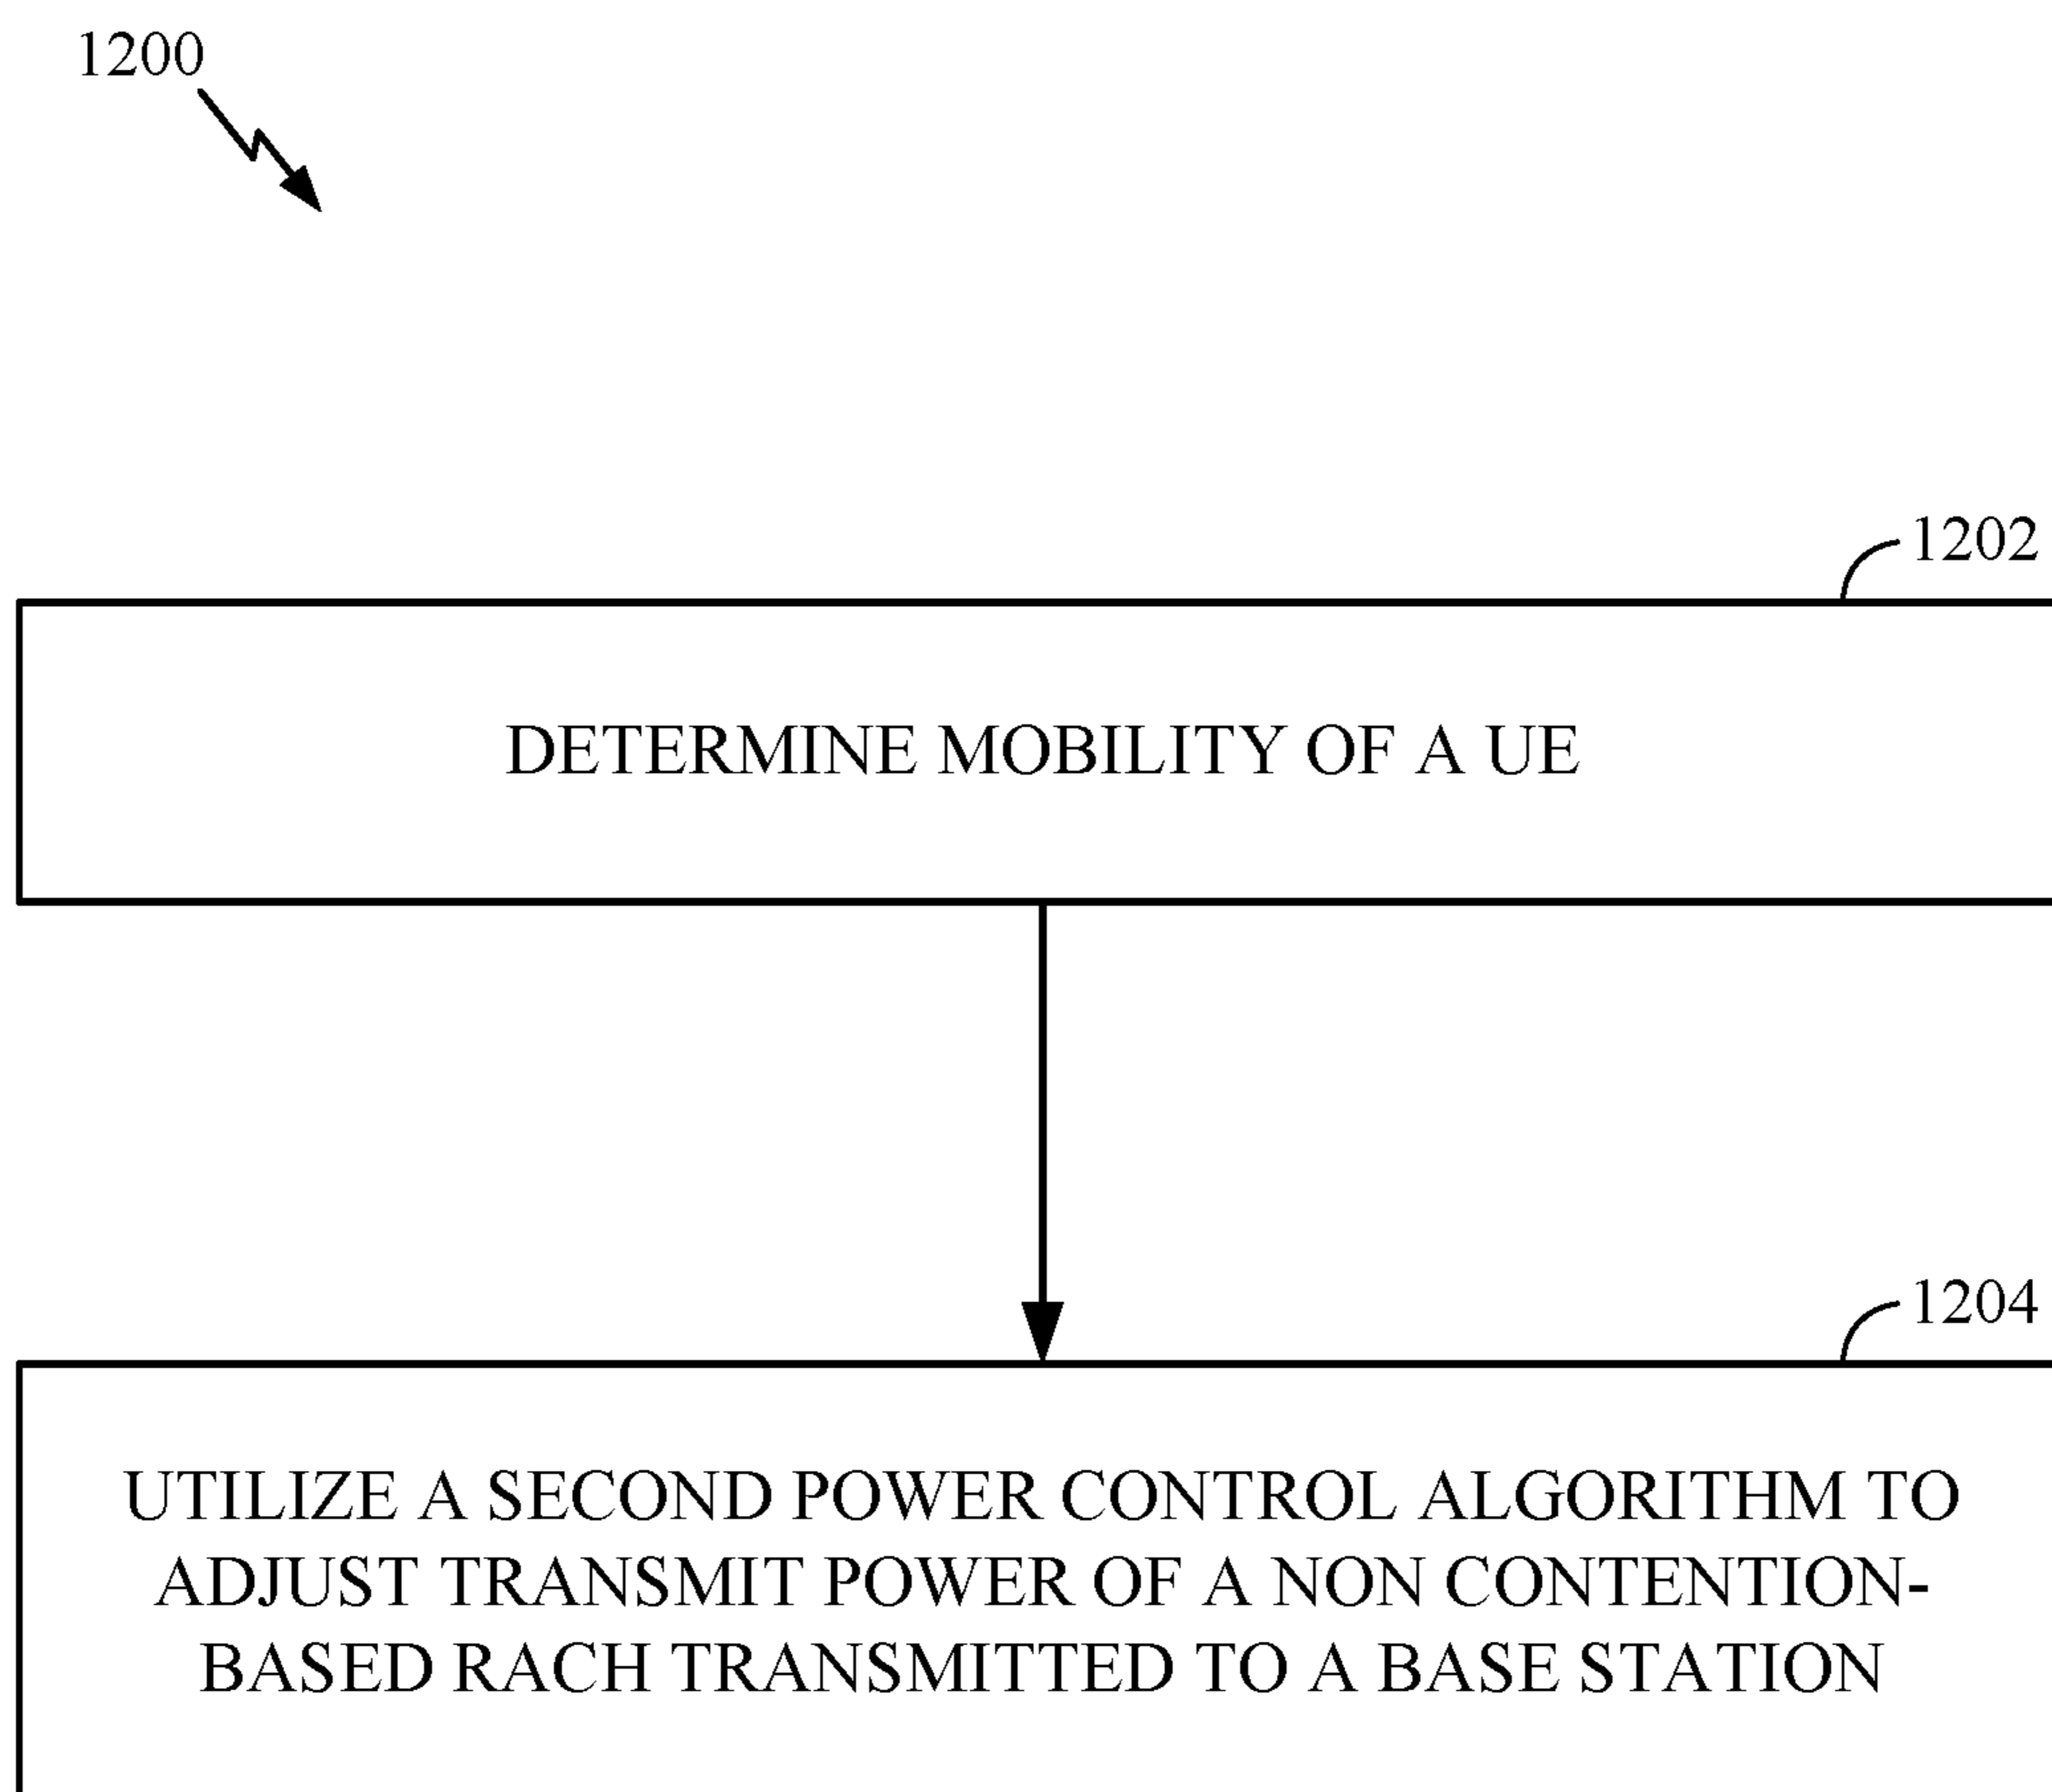 1200
1202
DETERMINE MOBILITY OF A UE
1204
UTILIZE A SECOND POWER CONTROL ALGORITHM TO
ADJUST TRANSMIT POWER OF A NON CONTENTION-
BASED RACH TRANSMITTED TO A BASE STATION